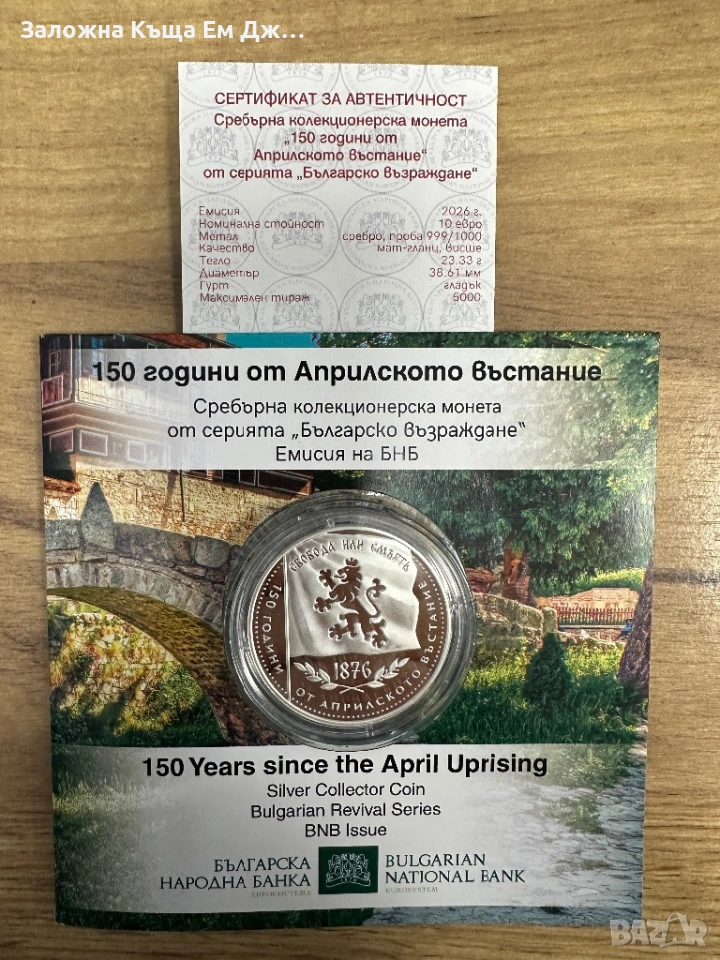 Заложна Къща Ем Дж...
СЕРТИФИКАТ ЗА АВТЕНТИЧНОСТ
Сребърна колекционерска монета
„150 години от
Априлското въстание“
от серията „Българско възраждане“
Емисия 2026 г.
Номинална стойност 10 евро
Метал сребро, проба 999/1000
Качество мат-гланц, висше
Тегло 23.33 г
Диаметър 38.61 мм
Гурт гладък
Максимален тираж 5000
150 години от Априлското въстание
Сребърна колекционерска монета
от серията „Българско възраждане“
Емисия на БНБ
СВОБОДА ИЛИ СМЪРТЬ
150 ГОДИНИ ОТ АПРИЛСКОТО ВЪСТАНИЕ
1876
150 Years since the April Uprising
Silver Collector Coin
Bulgarian Revival Series
BNB Issue
БЪЛГАРСКА
НАРОДНА БАНКА
ЕВРОСИСТЕМА
BULGARIAN
NATIONAL BANK
EUROSYSTEM
BAZAR